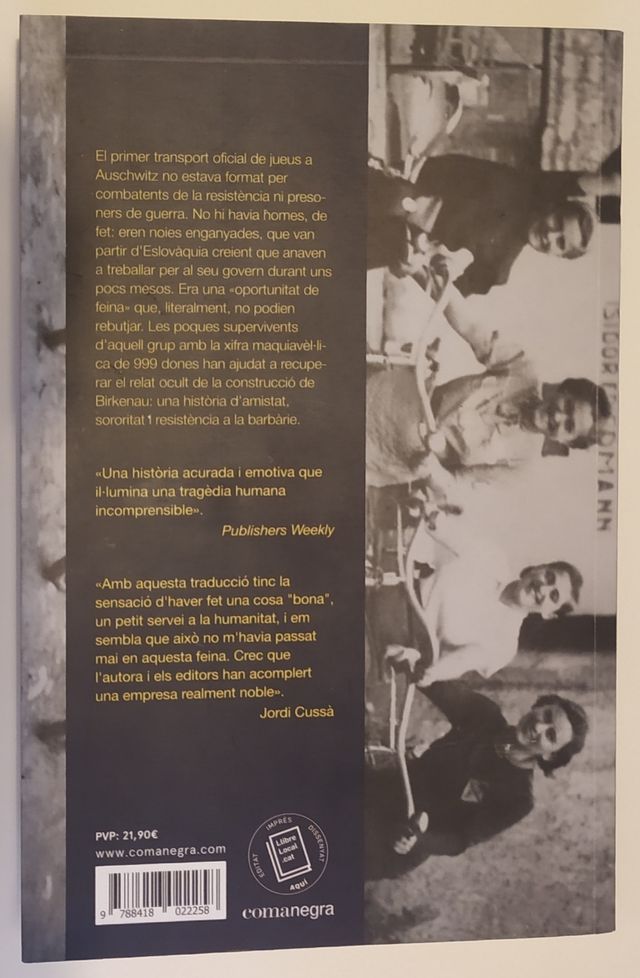 El primer transport oficial de jueus a
Auschwitz no estava format per
combatents de la resistència ni preso-
ners de guerra. No hi havia homes, de
fet: eren noies enganyades, que van
partir d'Eslovàquia creient que anaven
a treballar per al seu govern durant uns
pocs mesos. Era una «oportunitat de
feina» que, literalment, no podien
rebutjar. Les poques supervivents
d'aquell grup amb la xifra maquiavèl·li-
ca de 999 dones han ajudat a recupe-
rar el relat ocult de la construcció de
Birkenau: una història d'amistat,
sororitat i resistència a la barbàrie.
«Una història acurada i emotiva que
il·lumina una tragèdia humana
incomprensible».
Publishers Weekly
«Amb aquesta traducció tinc la
sensació d'haver fet una cosa "bona",
un petit servei a la humanitat, i em
sembla que això no m'havia passat
mai en aquesta feina. Crec que
l'autora i els editors han acomplert
una empresa realment noble».
Jordi Cussà
PVP: 21,90€
www.comanegra.com
9 788418 022258
EDITAT IMPRÈS DISSENYAT
Llibre
Local
.cat
AQUÍ
comanegra